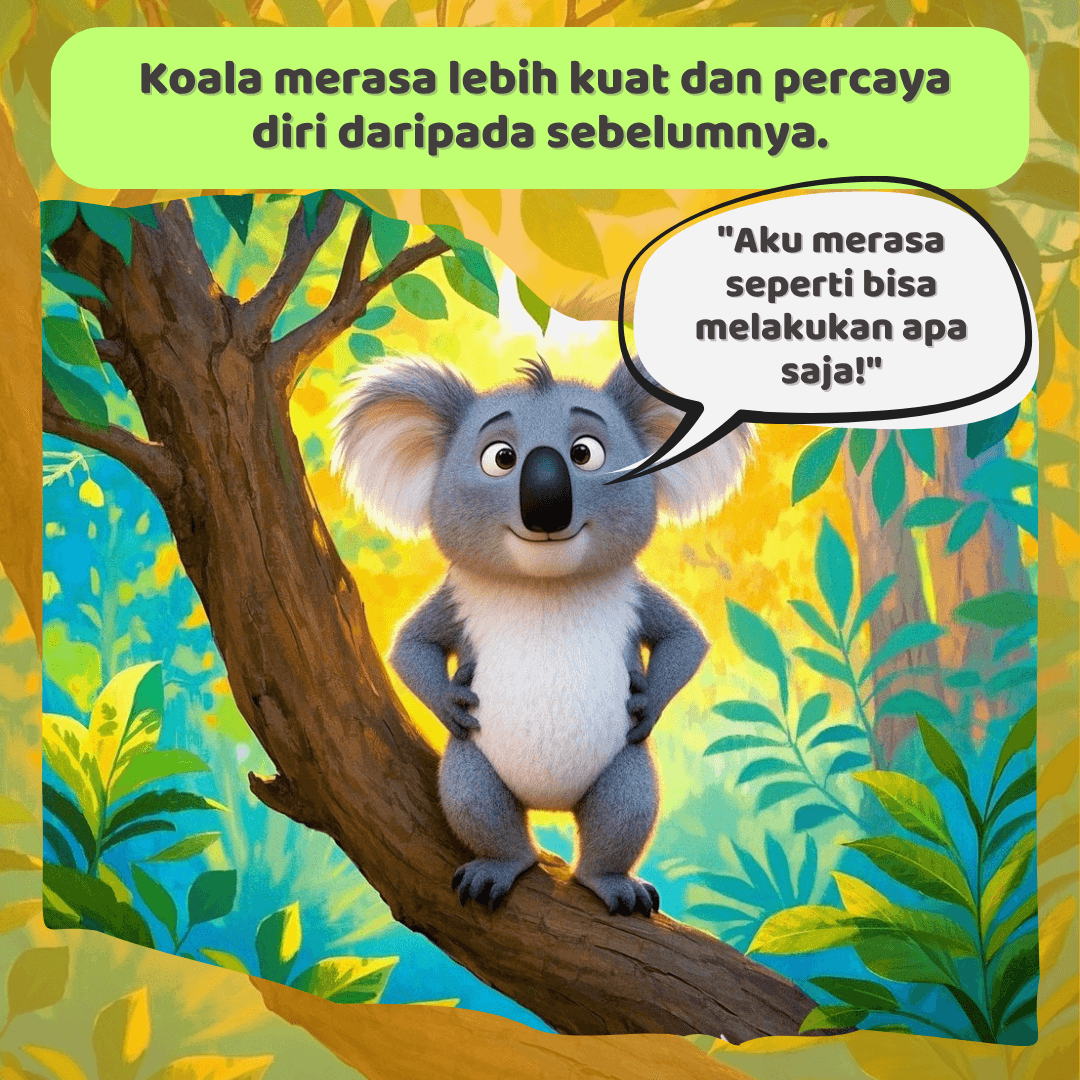 Koala merasa lebih kuat dan percaya
diri daripada sebelumnya.
"Aku merasa
seperti bisa
melakukan apa
saja!"